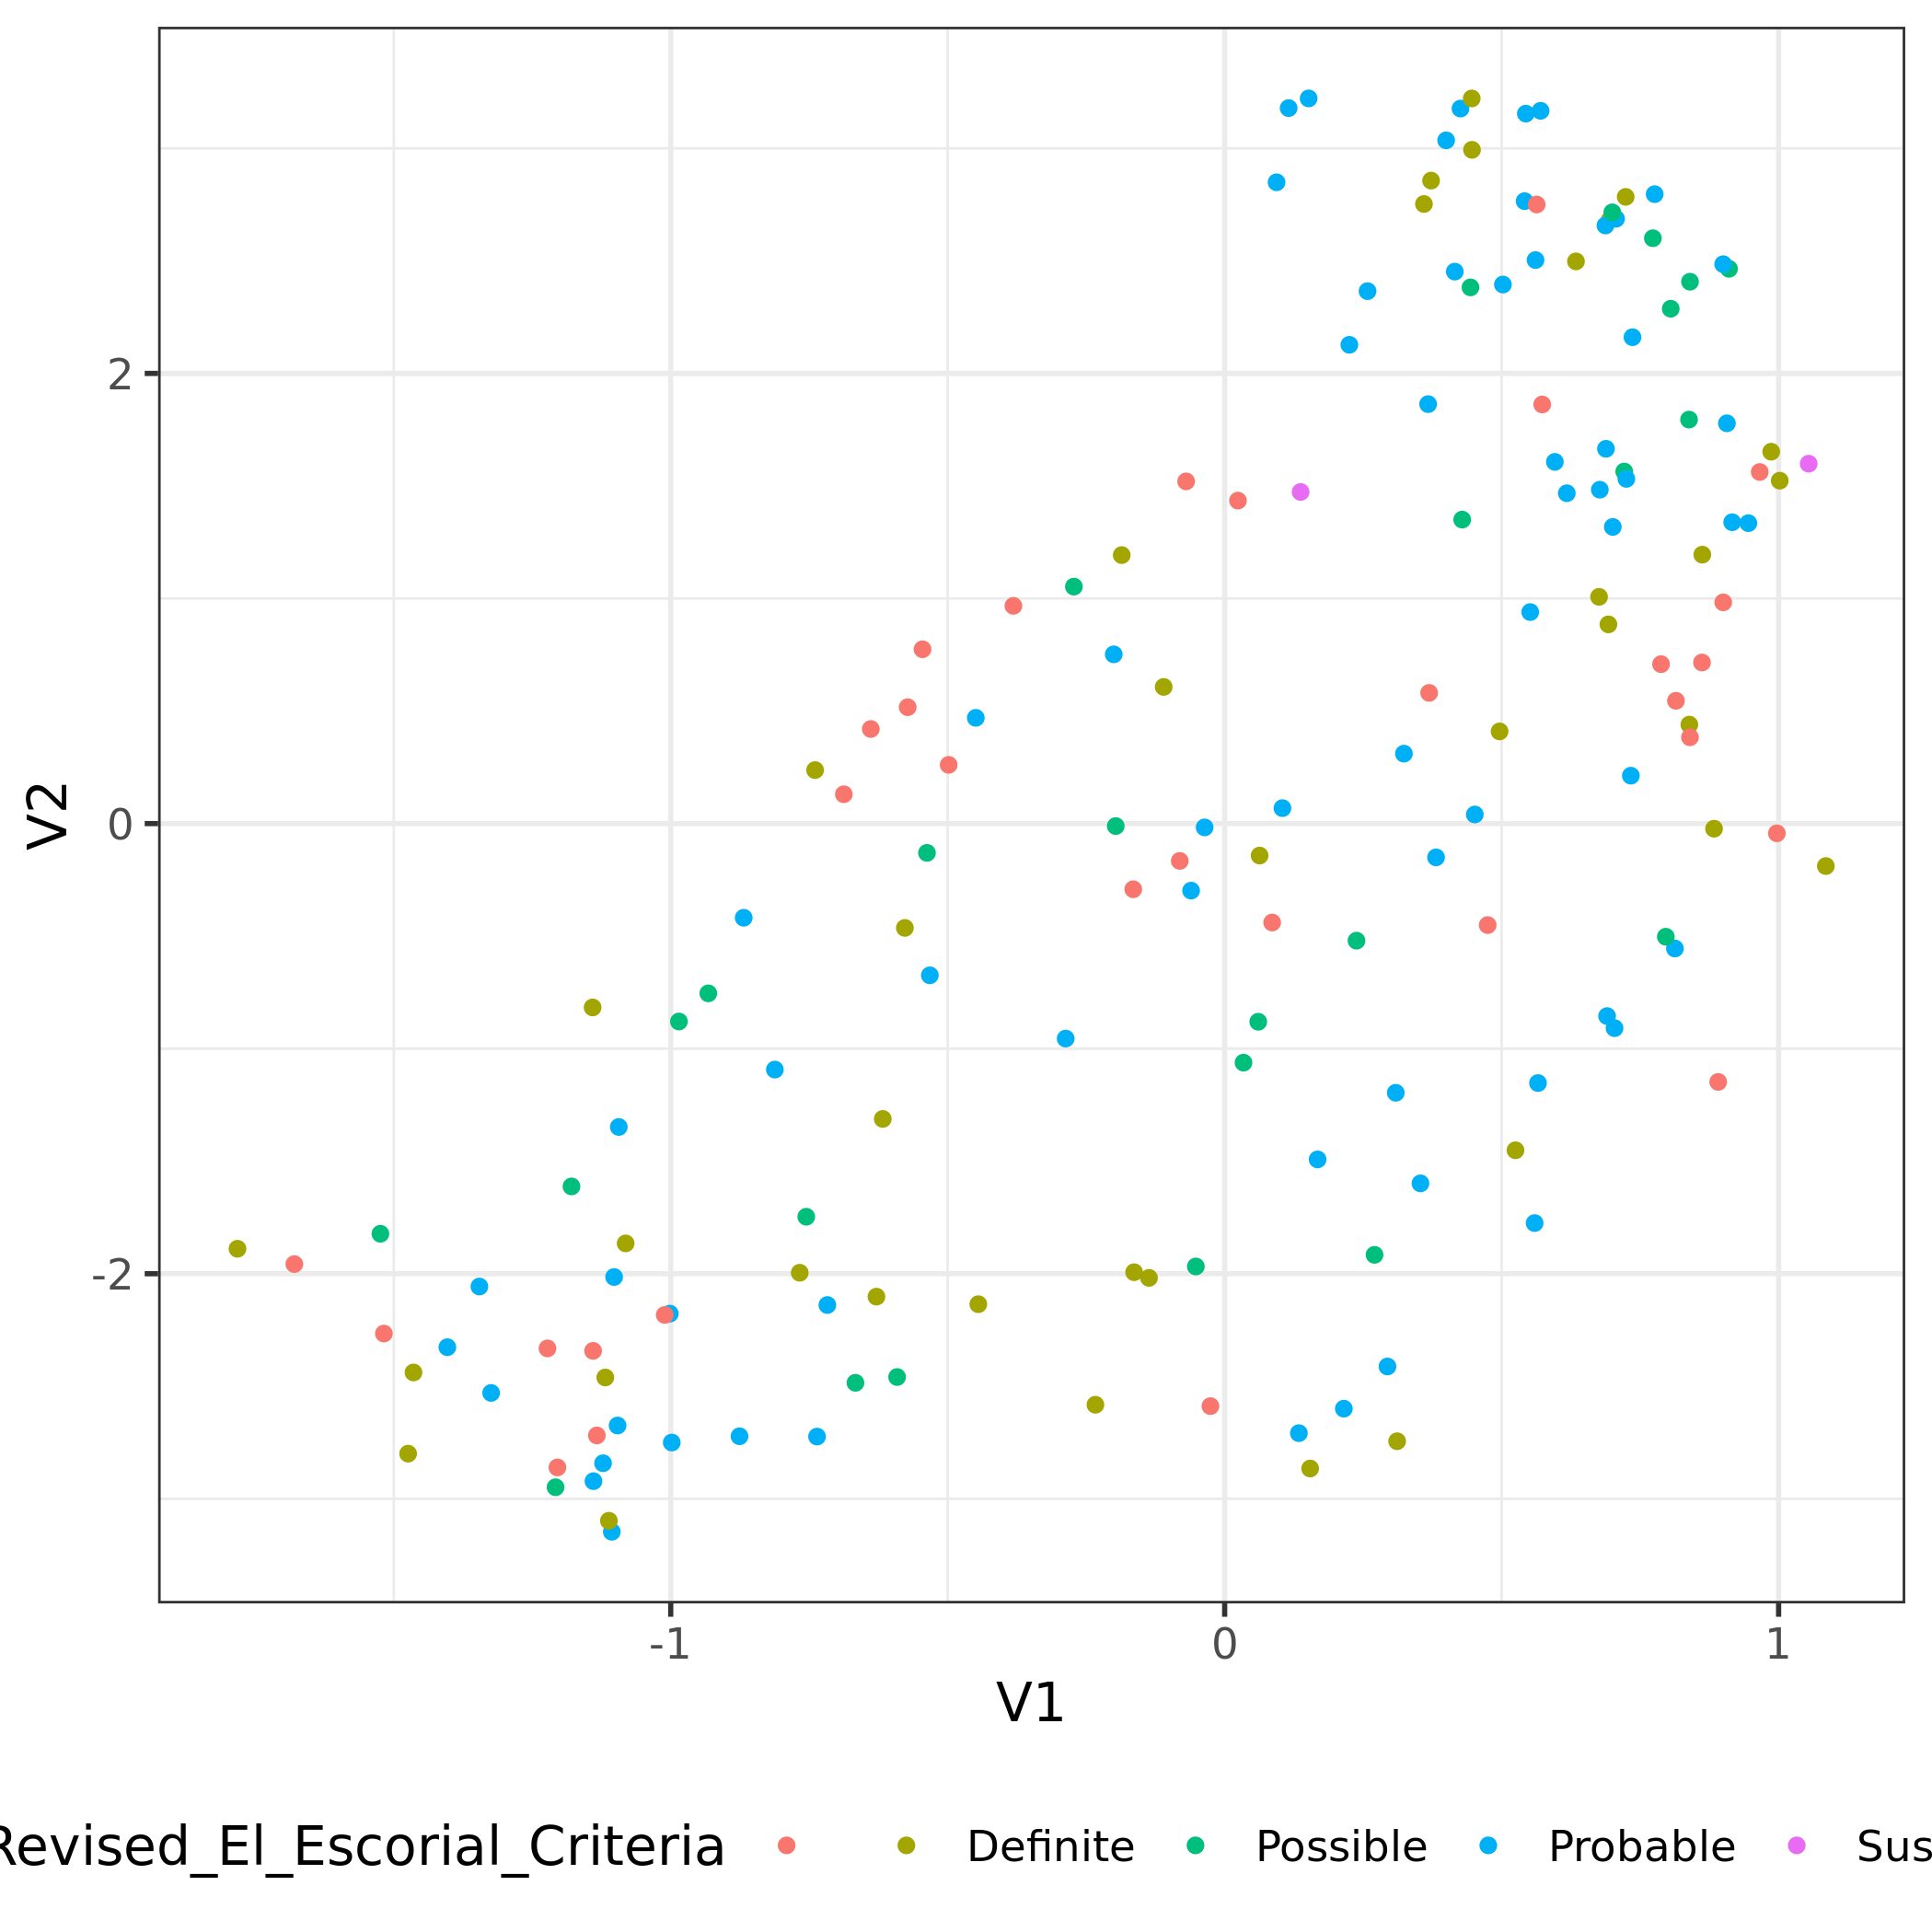 2
0
-2
V2
-1 0 1
V1
Revised_El_Escorial_Criteria Definite Possible Probable Sus